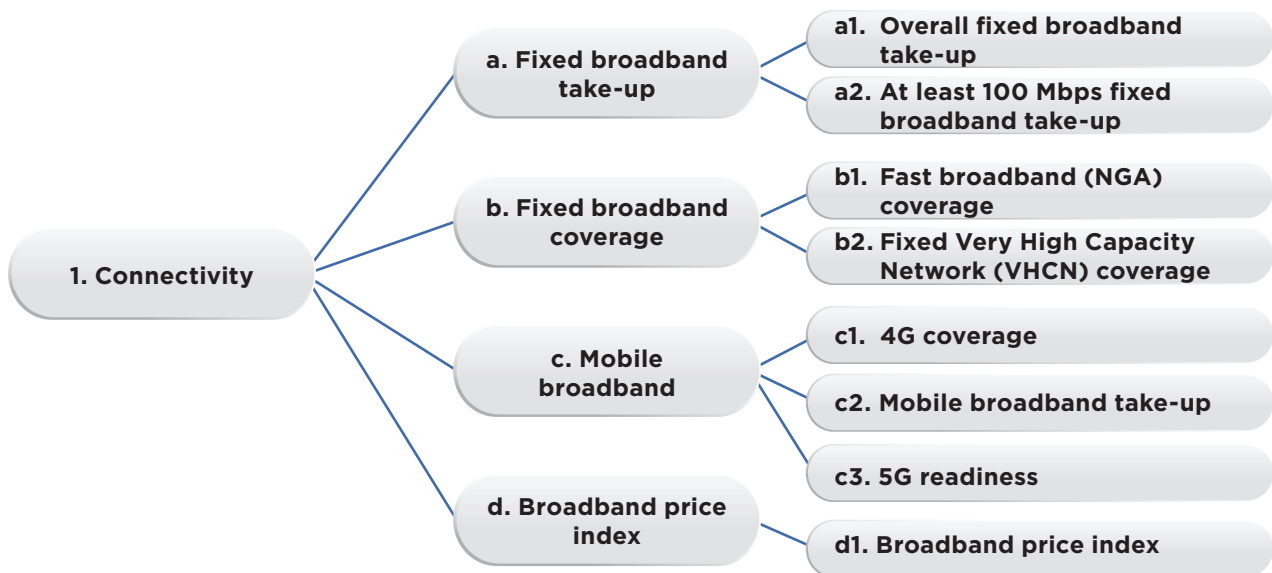 1. Connectivity
a. Fixed broadband
take-up
a1. Overall fixed broadband
take-up
a2. At least 100 Mbps fixed
broadband take-up
b. Fixed broadband
coverage
b1. Fast broadband (NGA)
coverage
b2. Fixed Very High Capacity
Network (VHCN) coverage
c. Mobile
broadband
c1. 4G coverage
c2. Mobile broadband take-up
c3. 5G readiness
d. Broadband price
index
d1. Broadband price index